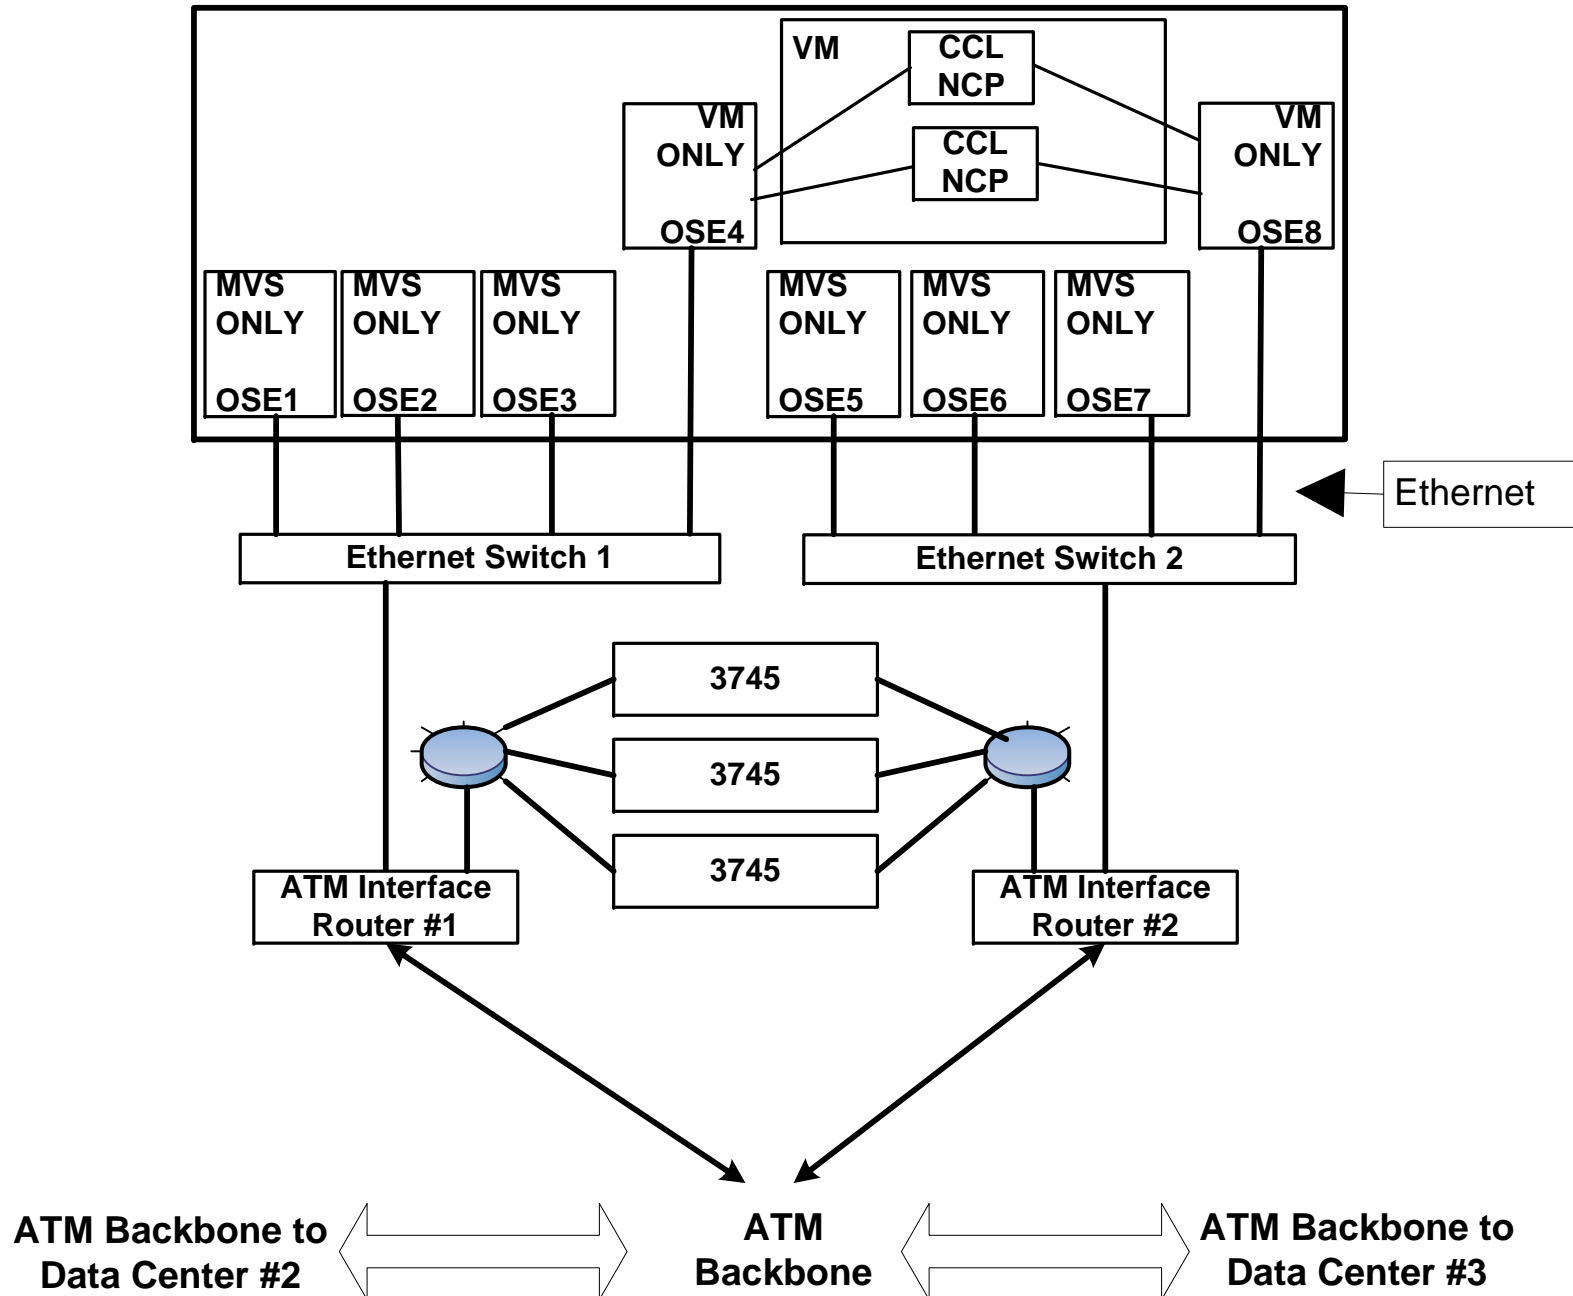 VM
CCL
NCP
CCL
NCP
VM
ONLY
OSE4
VM
ONLY
OSE8
MVS
ONLY
OSE1
MVS
ONLY
OSE2
MVS
ONLY
OSE3
MVS
ONLY
OSE5
MVS
ONLY
OSE6
MVS
ONLY
OSE7
Ethernet
Ethernet Switch 1
Ethernet Switch 2
3745
3745
3745
ATM Interface
Router #1
ATM Interface
Router #2
ATM Backbone to
Data Center #2
ATM
Backbone
ATM Backbone to
Data Center #3